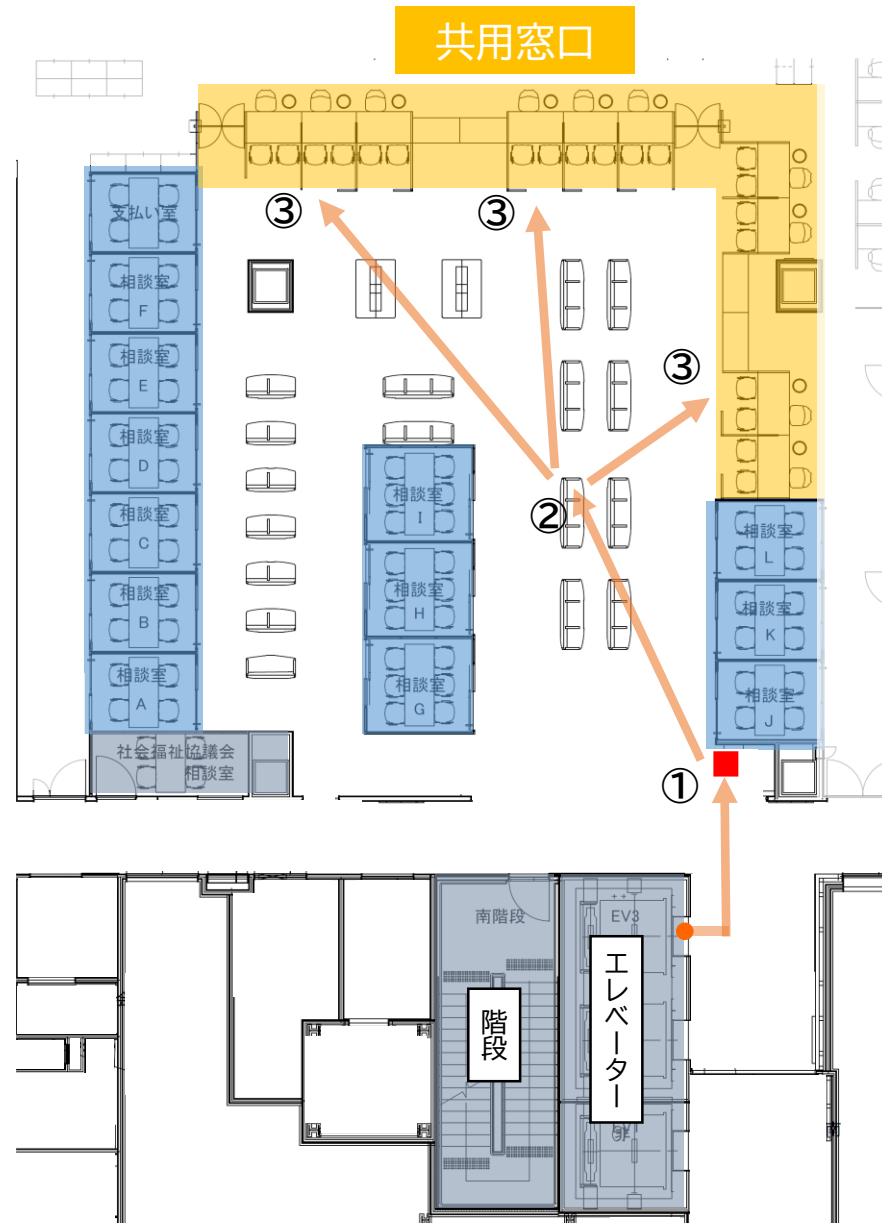 共用窓口
③
③
支払い室
相談室
F
相談室
E
③
相談室
D
相談室
C
相談室
I
②
相談室
L
相談室
B
相談室
H
相談室
K
相談室
A
相談室
G
相談室
J
社会福祉協議会
相談室
①
南階段
EV3
階段
エレベーター